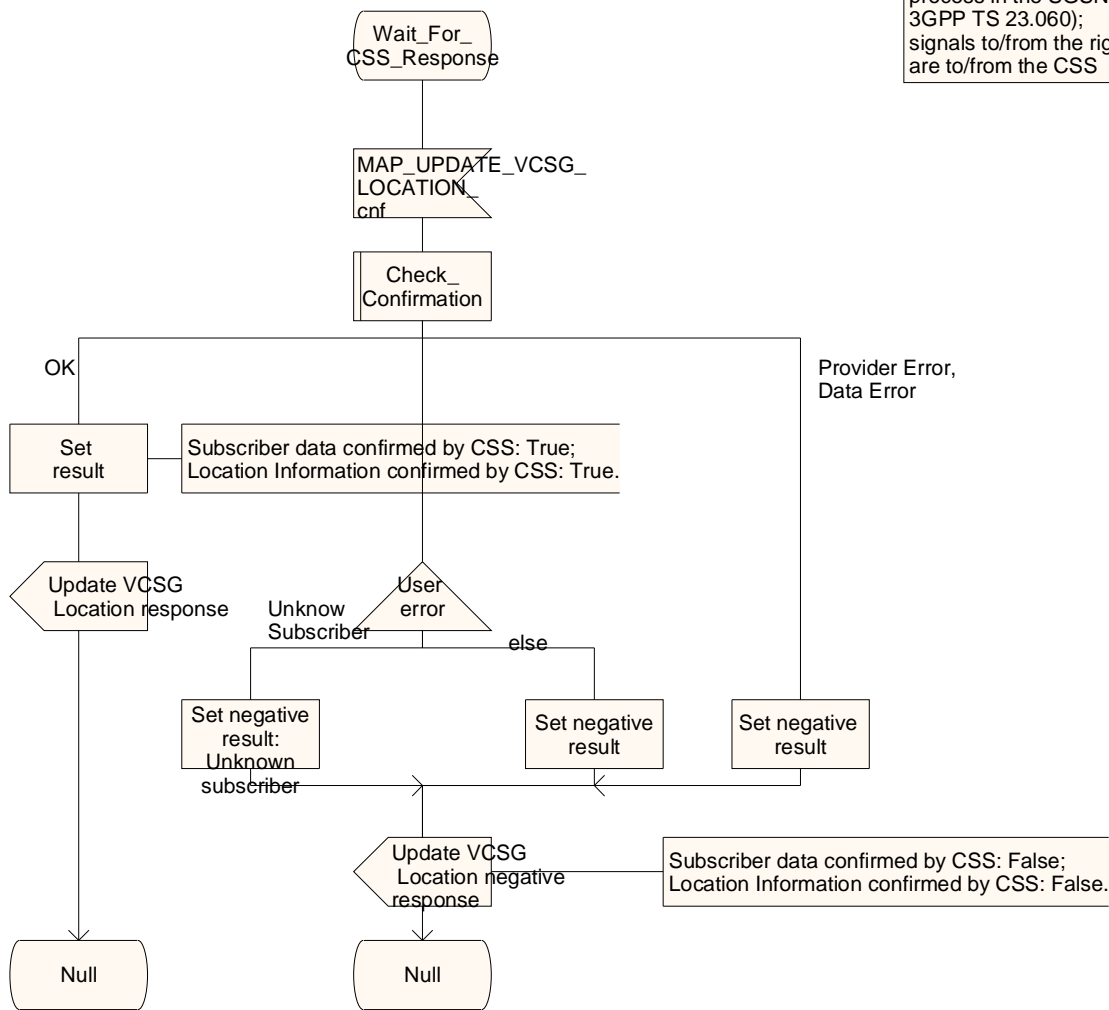 process in the SGSN
3GPP TS 23.060);
signals to/from the rig
are to/from the CSS
Wait_For_
CSS_Response
MAP_UPDATE_VCSG_
LOCATION_
cnf
Check_
Confirmation
OK
Provider Error,
Data Error
Set
result
Subscriber data confirmed by CSS: True;
Location Information confirmed by CSS: True.
Update VCSG
Location response
User
error
Unknow
Subscriber
else
Set negative
result:
Unknown
subscriber
Set negative
result
Set negative
result
Update VCSG
Location negative
response
Subscriber data confirmed by CSS: False;
Location Information confirmed by CSS: False.
Null
Null